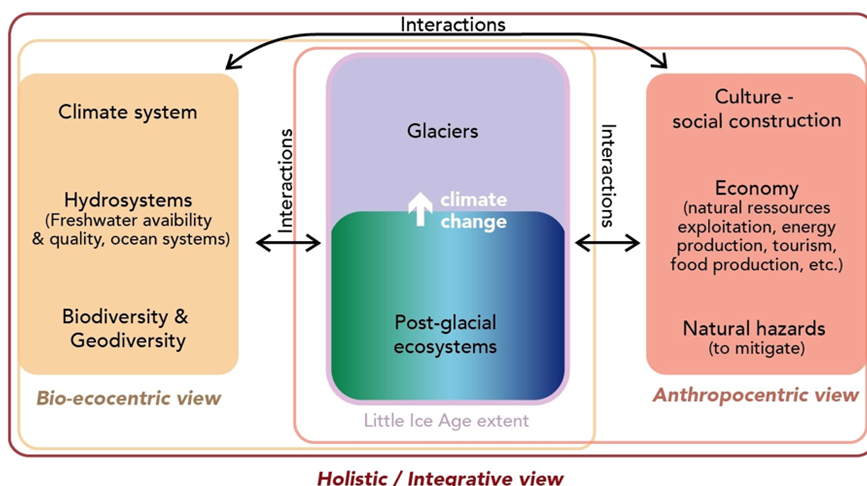 Interactions
Climate system
Hydrosystems
(Freshwater avaibility
& quality, ocean systems)
Biodiversity &
Geodiversity
Bio-ecocentric view
Interactions
Glaciers
climate
change
Post-glacial
ecosystems
Little Ice Age extent
Interactions
Culture -
social construction
Economy
(natural ressources
exploitation, energy
production, tourism,
food production, etc.)
Natural hazards
(to mitigate)
Anthropocentric view
Holistic / Integrative view